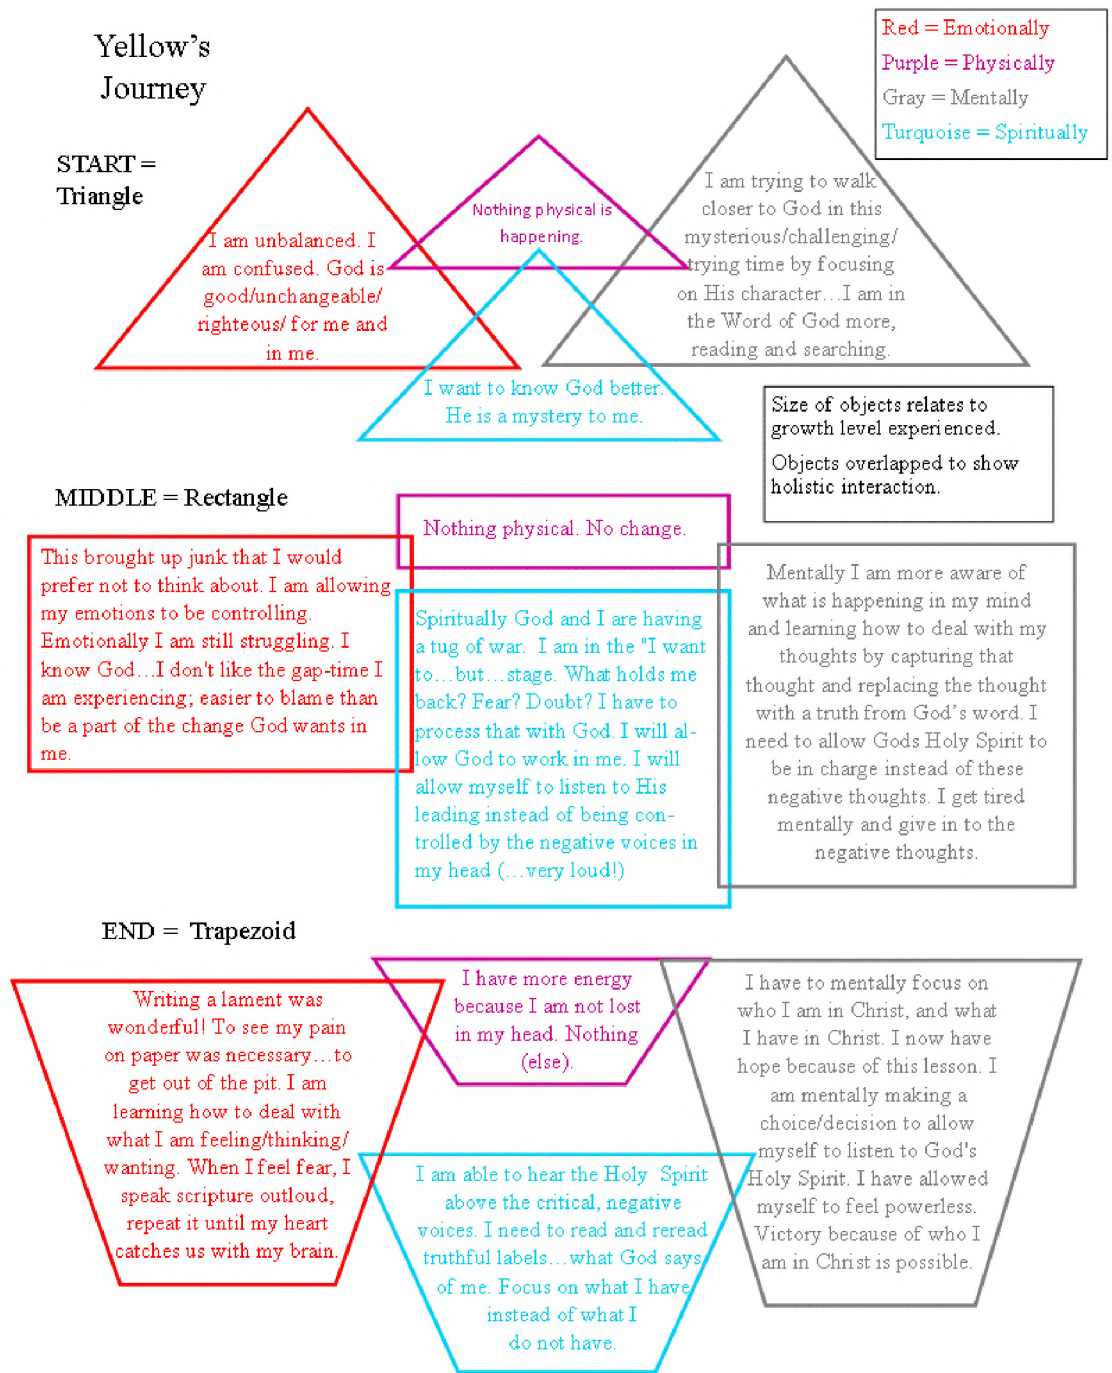 Yellow’s
Journey
Red = Emotionally
Purple = Physically
Gray = Mentally
Turquoise = Spiritually
START =
Triangle
I am unbalanced. I
am confused. God is
good/unchangeable/
righteous/ for me and
in me.
Nothing physical is
happening.
I am trying to walk
closer to God in this
mysterious/challenging/
trying time by focusing
on His character…I am in
the Word of God more,
reading and searching.
I want to know God better.
He is a mystery to me.
Size of objects relates to
growth level experienced.
Objects overlapped to show
holistic interaction.
MIDDLE = Rectangle
This brought up junk that I would
prefer not to think about. I am allowing
my emotions to be controlling.
Emotionally I am still struggling. I
know God…I don't like the gap-time I
am experiencing; easier to blame than
be a part of the change God wants in
me.
Nothing physical. No change.
Spiritually God and I are having
a tug of war.  I am in the "I want
to…but…stage. What holds me
back? Fear? Doubt? I have to
process that with God. I will al-
low God to work in me. I will
allow myself to listen to His
leading instead of being con-
trolled by the negative voices in
my head (…very loud!)
Mentally I am more aware of
what is happening in my mind
and learning how to deal with my
thoughts by capturing that
thought and replacing the thought
with a truth from God’s word. I
need to allow Gods Holy Spirit to
be in charge instead of these
negative thoughts. I get tired
mentally and give in to the
negative thoughts.
END =  Trapezoid
Writing a lament was
wonderful! To see my pain
on paper was necessary…to
get out of the pit. I am
learning how to deal with
what I am feeling/thinking/
wanting. When I feel fear, I
speak scripture outloud,
repeat it until my heart
catches us with my brain.
I have more energy
because I am not lost
in my head. Nothing
(else).
I am able to hear the Holy  Spirit
above the critical, negative
voices. I need to read and reread
truthful labels…what God says
of me. Focus on what I have
instead of what I
do not have.
I have to mentally focus on
who I am in Christ, and what
I have in Christ. I now have
hope because of this lesson. I
am mentally making a
choice/decision to allow
myself to listen to God's
Holy Spirit. I have allowed
myself to feel powerless.
Victory because of who I
am in Christ is possible.